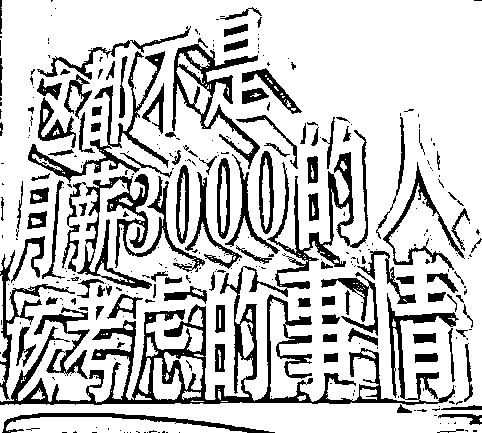 这都不是
月薪3000的人
该考虑的事情